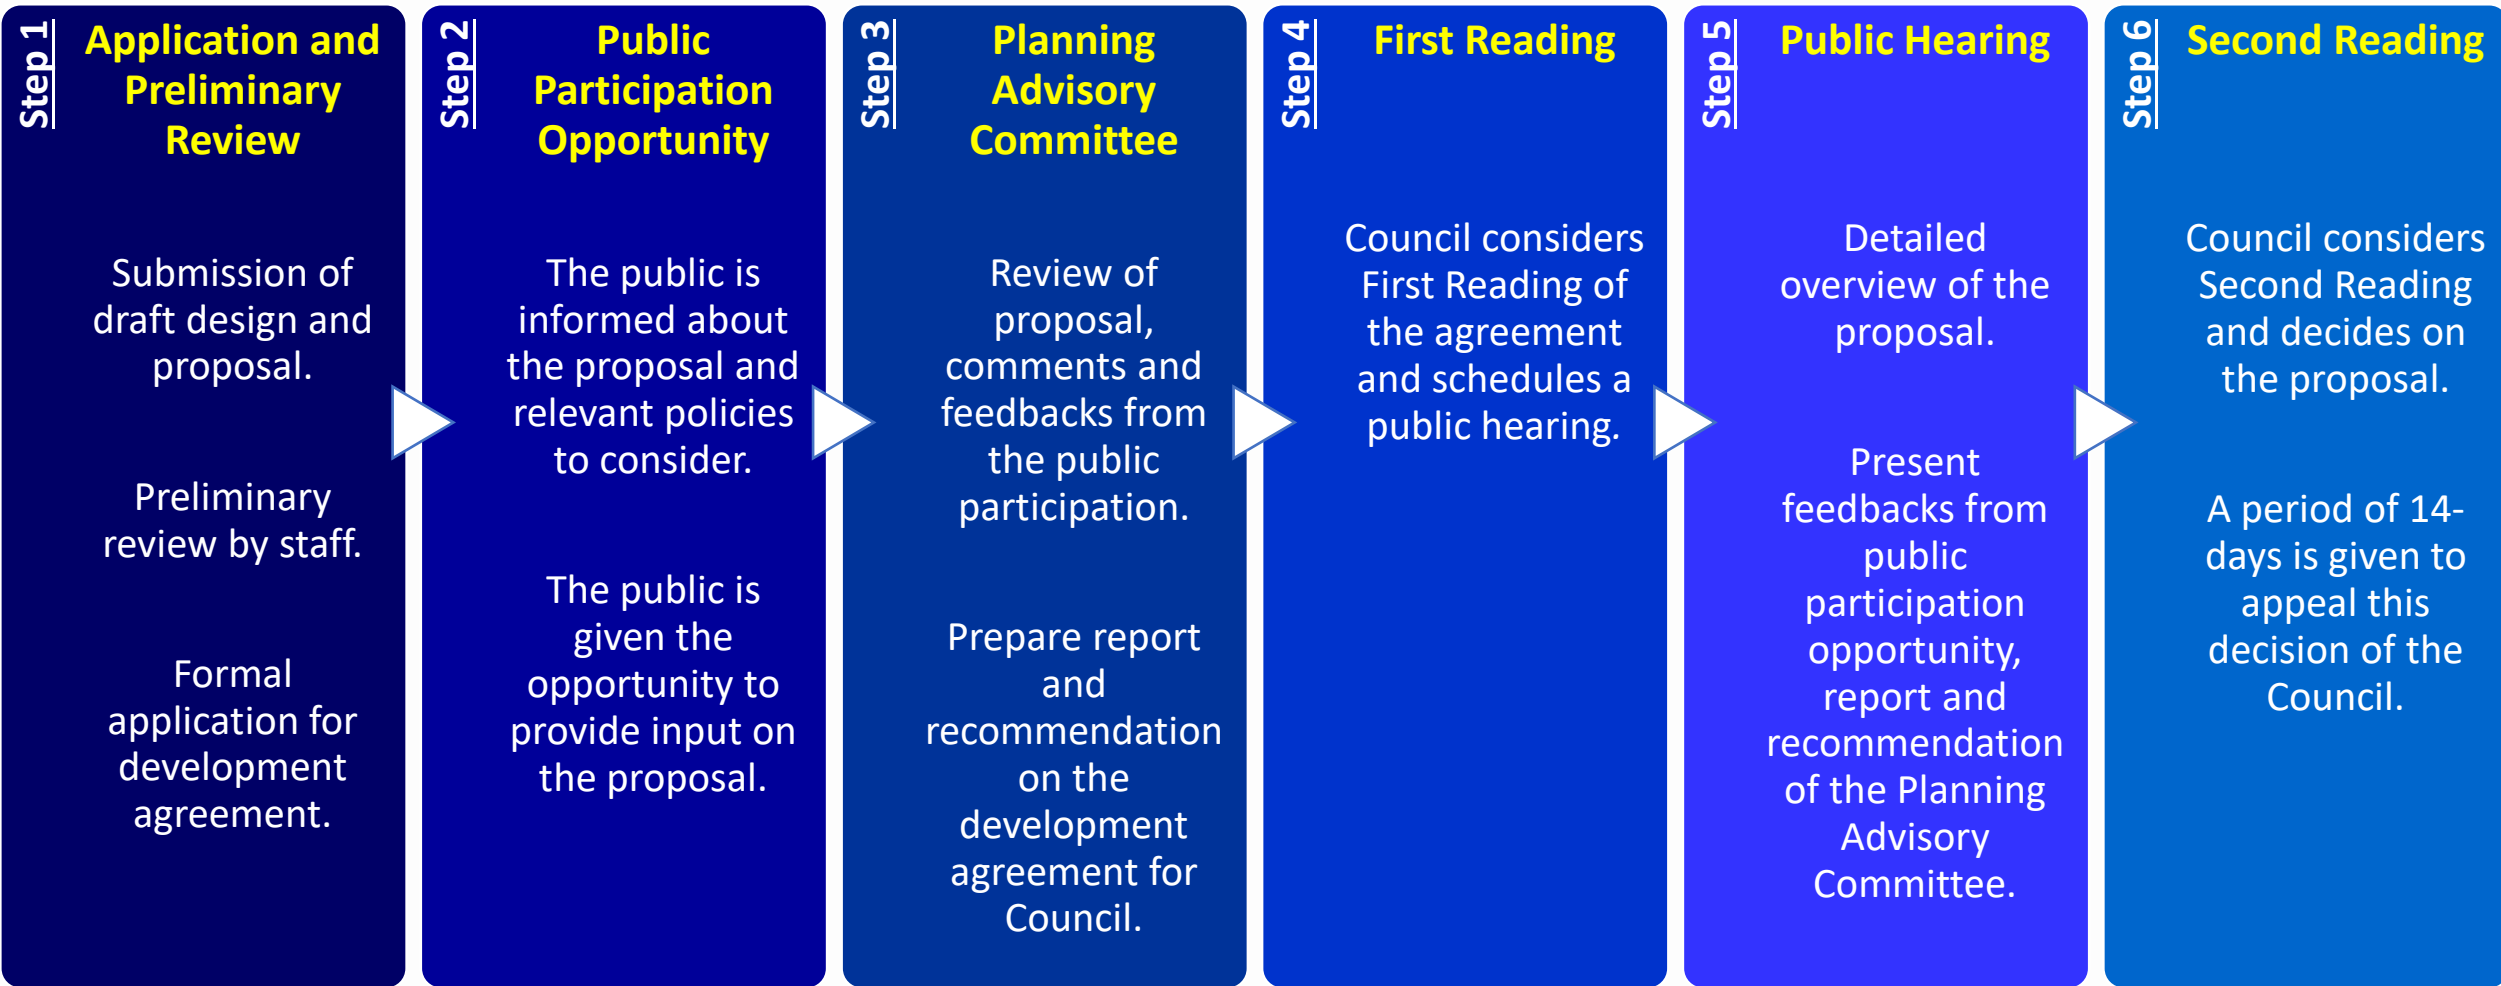 Step 1
Application and
Preliminary
Review
Submission of
draft design and
proposal.
Preliminary
review by staff.
Formal
application for
development
agreement.
Step 2
Public
Participation
Opportunity
The public is
informed about
the proposal and
relevant policies
to consider.
The public is
given the
opportunity to
provide input on
the proposal.
Step 3
Planning
Advisory
Committee
Review of
proposal,
comments and
feedbacks from
the public
participation.
Prepare report
and
recommendation
on the
development
agreement for
Council.
Step 4
First Reading
Council considers
First Reading of
the agreement
and schedules a
public hearing.
Step 5
Public Hearing
Detailed
overview of the
proposal.
Present
feedbacks from
public
participation
opportunity,
report and
recommendation
of the Planning
Advisory
Committee.
Step 6
Second Reading
Council considers
Second Reading
and decides on
the proposal.
A period of 14-
days is given to
appeal this
decision of the
Council.